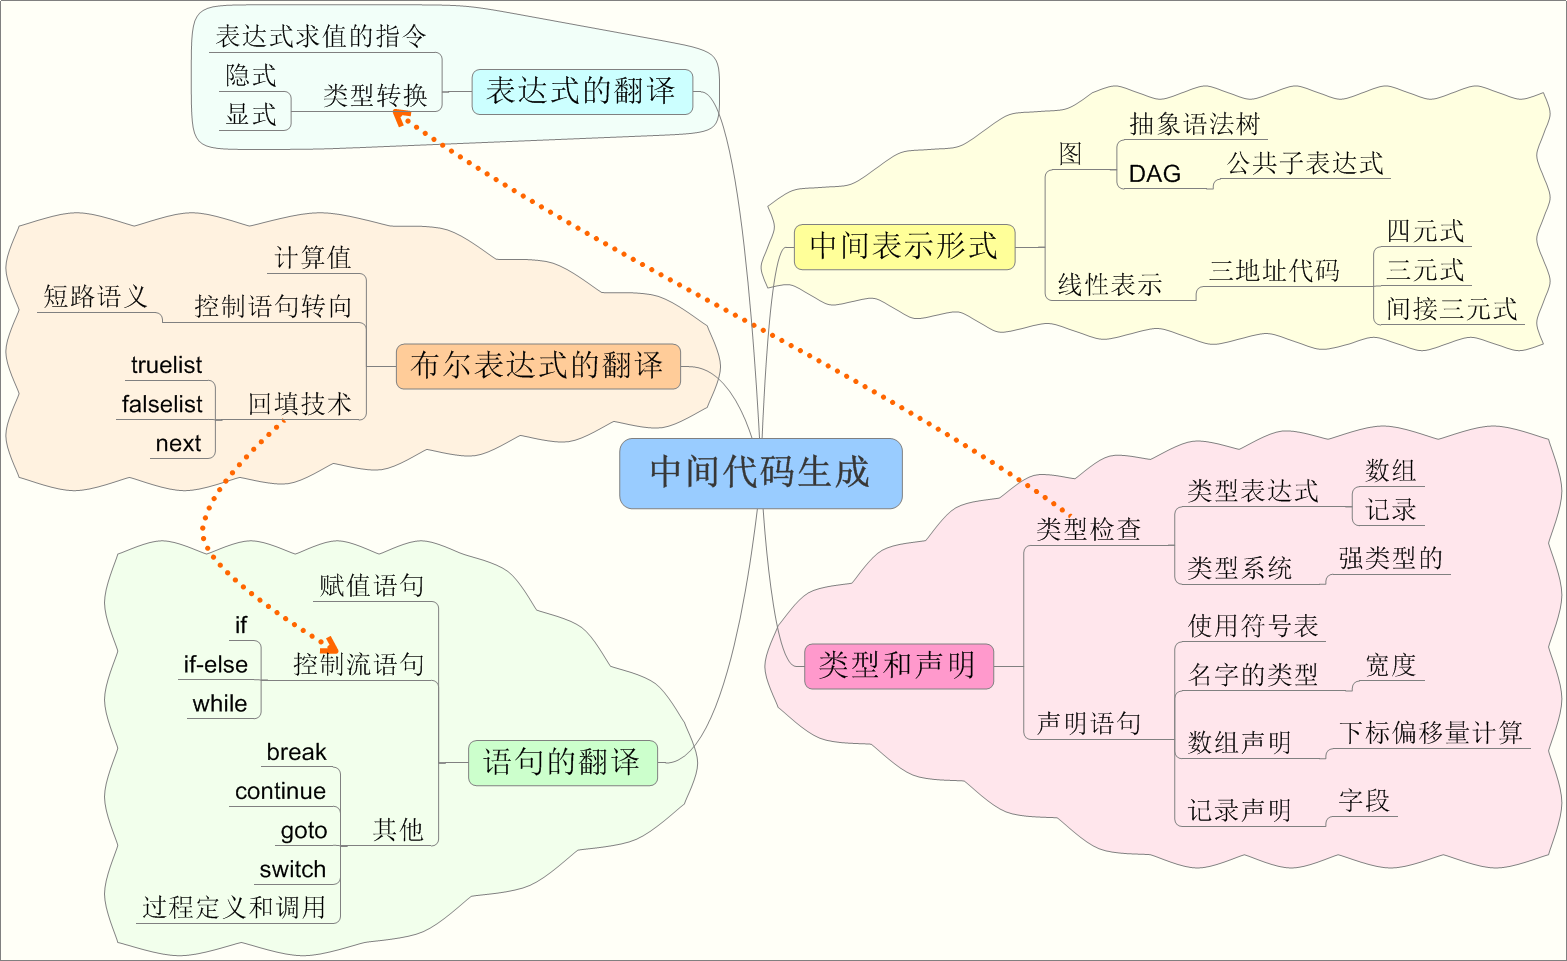 中间代码生成
表达式的翻译
表达式求值的指令
类型转换
隐式
显式
布尔表达式的翻译
计算值
控制语句转向
短路语义
回填技术
truelist
falselist
next
语句的翻译
赋值语句
控制流语句
if
if-else
while
其他
break
continue
goto
switch
过程定义和调用
中间表示形式
图
抽象语法树
DAG
公共子表达式
线性表示
三地址代码
四元式
三元式
间接三元式
类型和声明
类型检查
类型表达式
数组
记录
类型系统
强类型的
声明语句
使用符号表
名字的类型
宽度
数组声明
下标偏移量计算
记录声明
字段